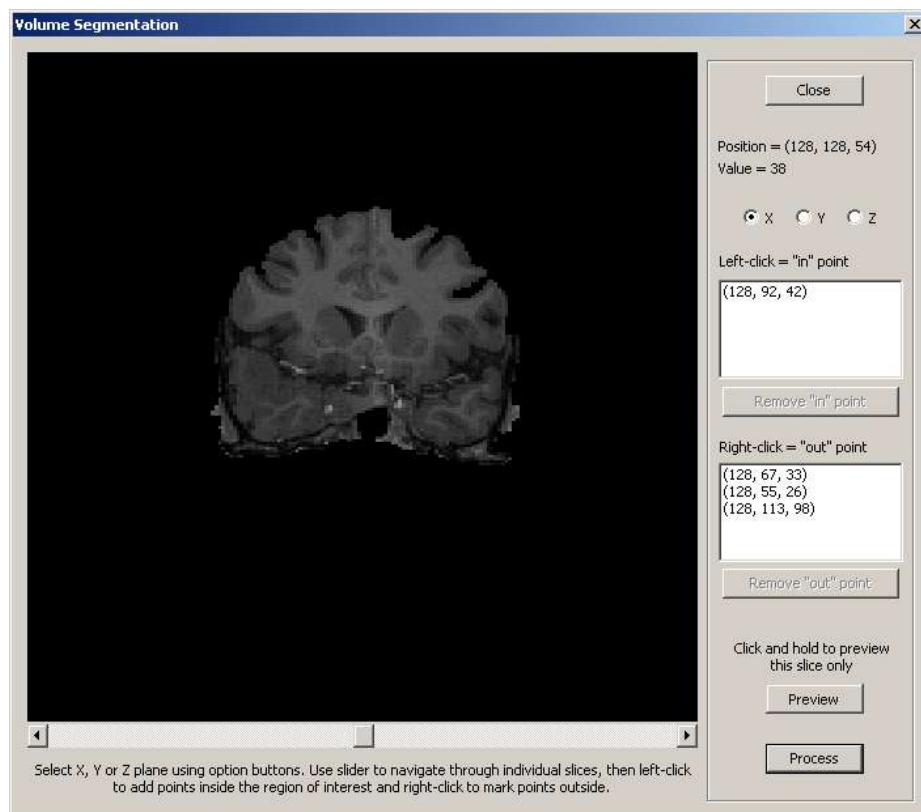 Volume Segmentation
Close
Position = (128, 128, 54)
Value = 38
X Y Z
Left-click = "in" point
(128, 92, 42)
Remove "in" point
Right-click = "out" point
(128, 67, 33)
(128, 55, 26)
(128, 113, 98)
Remove "out" point
Click and hold to preview
this slice only
Preview
Process
Select X, Y or Z plane using option buttons. Use slider to navigate through individual slices, then left-click
to add points inside the region of interest and right-click to mark points outside.